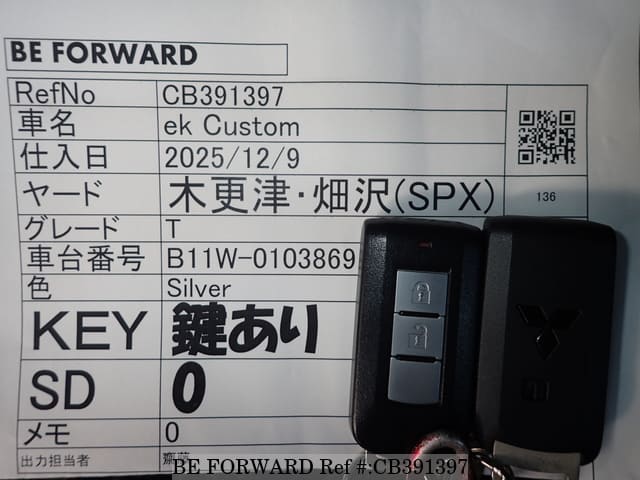 BE FORWARD
RefNo CB391397
車名 ek Custom
仕入日 2025/12/9
ヤード 木更津・畑沢(SPX) 136
グレード T
車台番号 B11W-0103869
色 Silver
KEY 鍵あり
SD 0
メモ 0
出力担当者 齋藤
BE FORWARD Ref #:CB391397